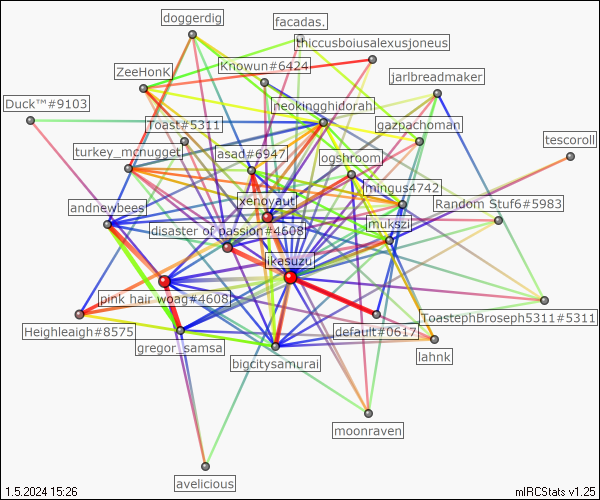 doggerdig
facadas.
thiccusboiusalexusjoneus
Knowun#6424
ZeeHonK
jarlbreadmaker
Duck™#9103
neokingghidorah
Toast#5311
gazpachoman
tescoroll
turkey_mcnugget
asad#6947
ogshroom
lmingus4742
xenoyaut
Random Stuf6#5983
andnewbees
mukszi
disaster of passion#4608
ikasuzu
pink hair woag#4608
ToastephBroseph5311#5311
Heighleaigh#8575
default#0617
gregor_samsa
lahnk
bigcitysamurai
moonraven
avelicious
1.5.2024 15:26
mIRCStats v1.25